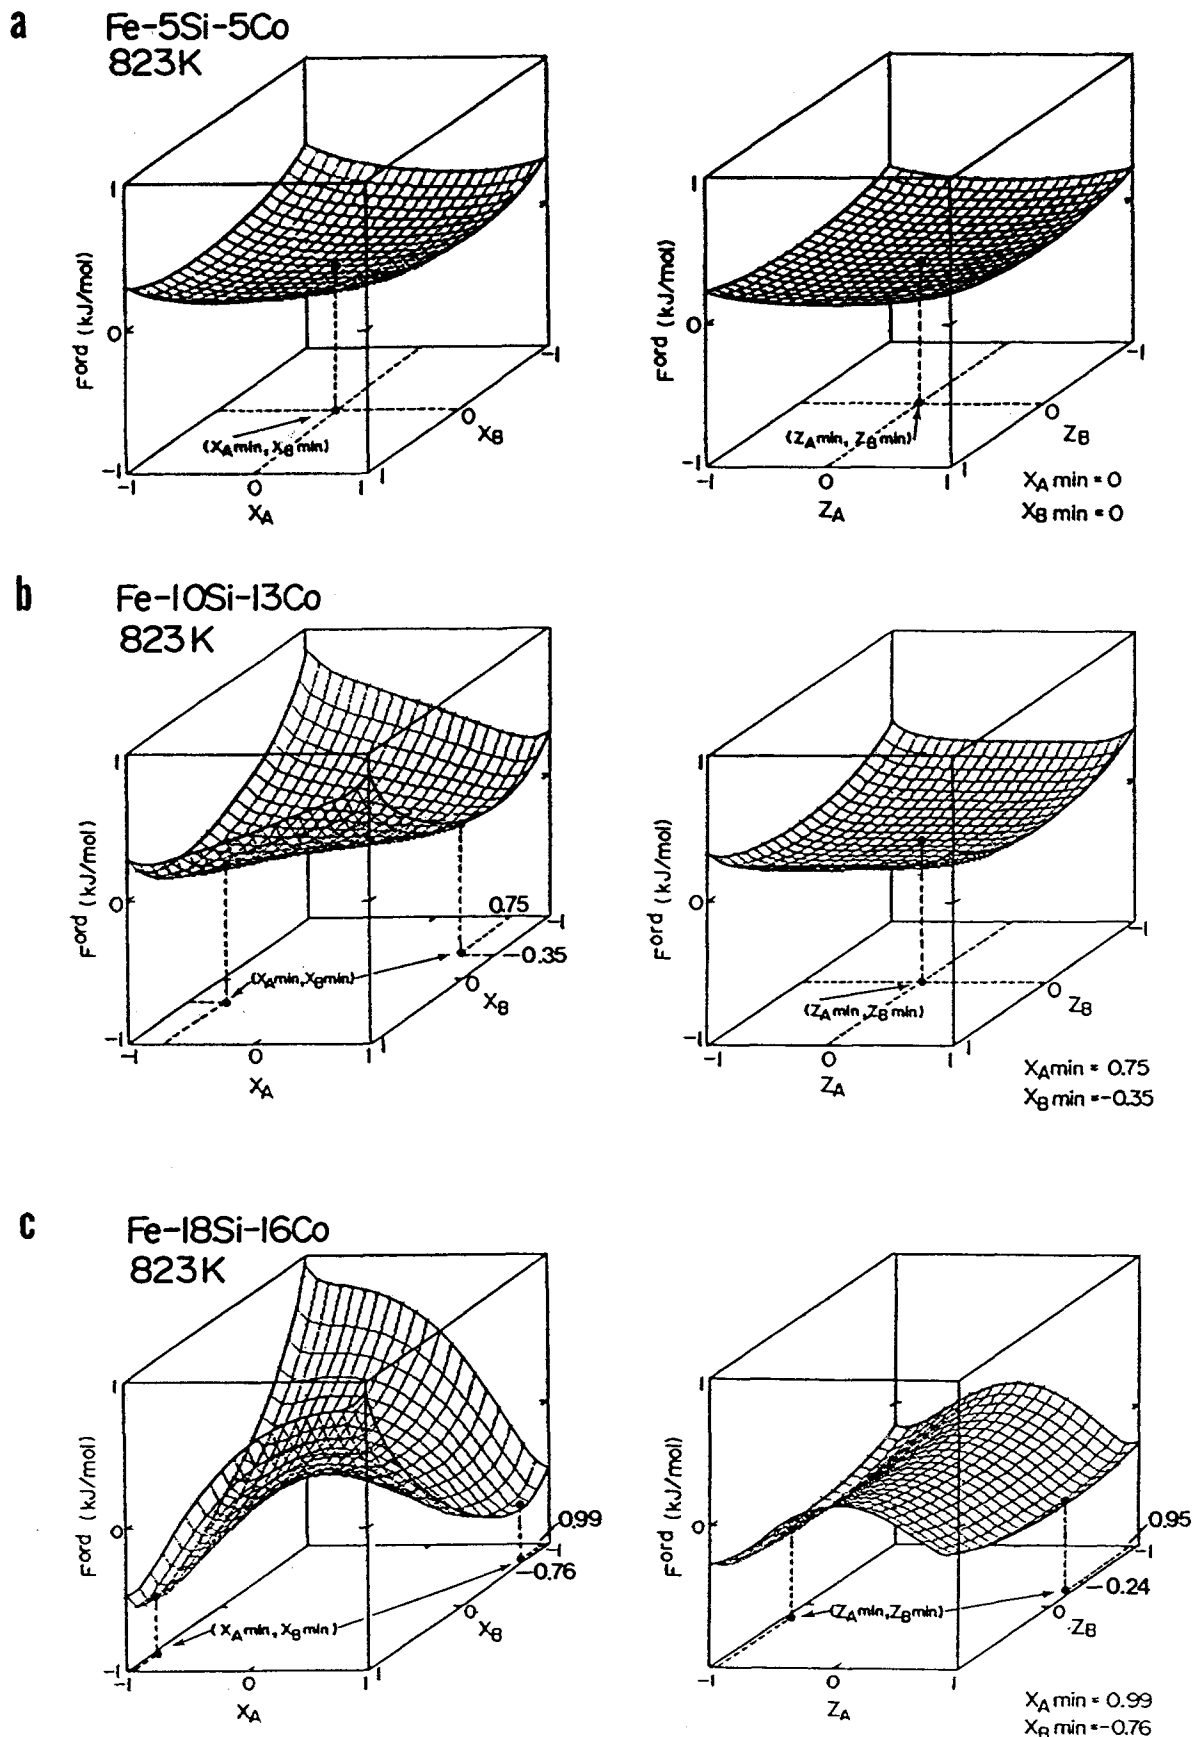 a
Fe-5Si-5Co
823K
1
0
-1
F^ord (kJ/mol)
-1
0
1
X_A
1
0
-1
X_B
(X_A min, X_B min)
1
0
-1
F^ord (kJ/mol)
-1
0
1
Z_A
1
0
-1
Z_B
(Z_A min, Z_B min)
X_A min = 0
X_B min = 0
b
Fe-10Si-13Co
823K
1
0
-1
F^ord (kJ/mol)
-1
0
1
X_A
1
0
-1
X_B
0.75
-0.35
(X_A min, X_B min)
1
0
-1
F^ord (kJ/mol)
-1
0
1
Z_A
1
0
-1
Z_B
(Z_A min, Z_B min)
X_A min = 0.75
X_B min = -0.35
c
Fe-18Si-16Co
823K
1
0
-1
F^ord (kJ/mol)
-1
0
1
X_A
1
0
-1
X_B
0.99
-0.76
(X_A min, X_B min)
1
0
-1
F^ord (kJ/mol)
-1
0
1
Z_A
1
0
-1
Z_B
0.95
-0.24
(Z_A min, Z_B min)
X_A min = 0.99
X_B min = -0.76